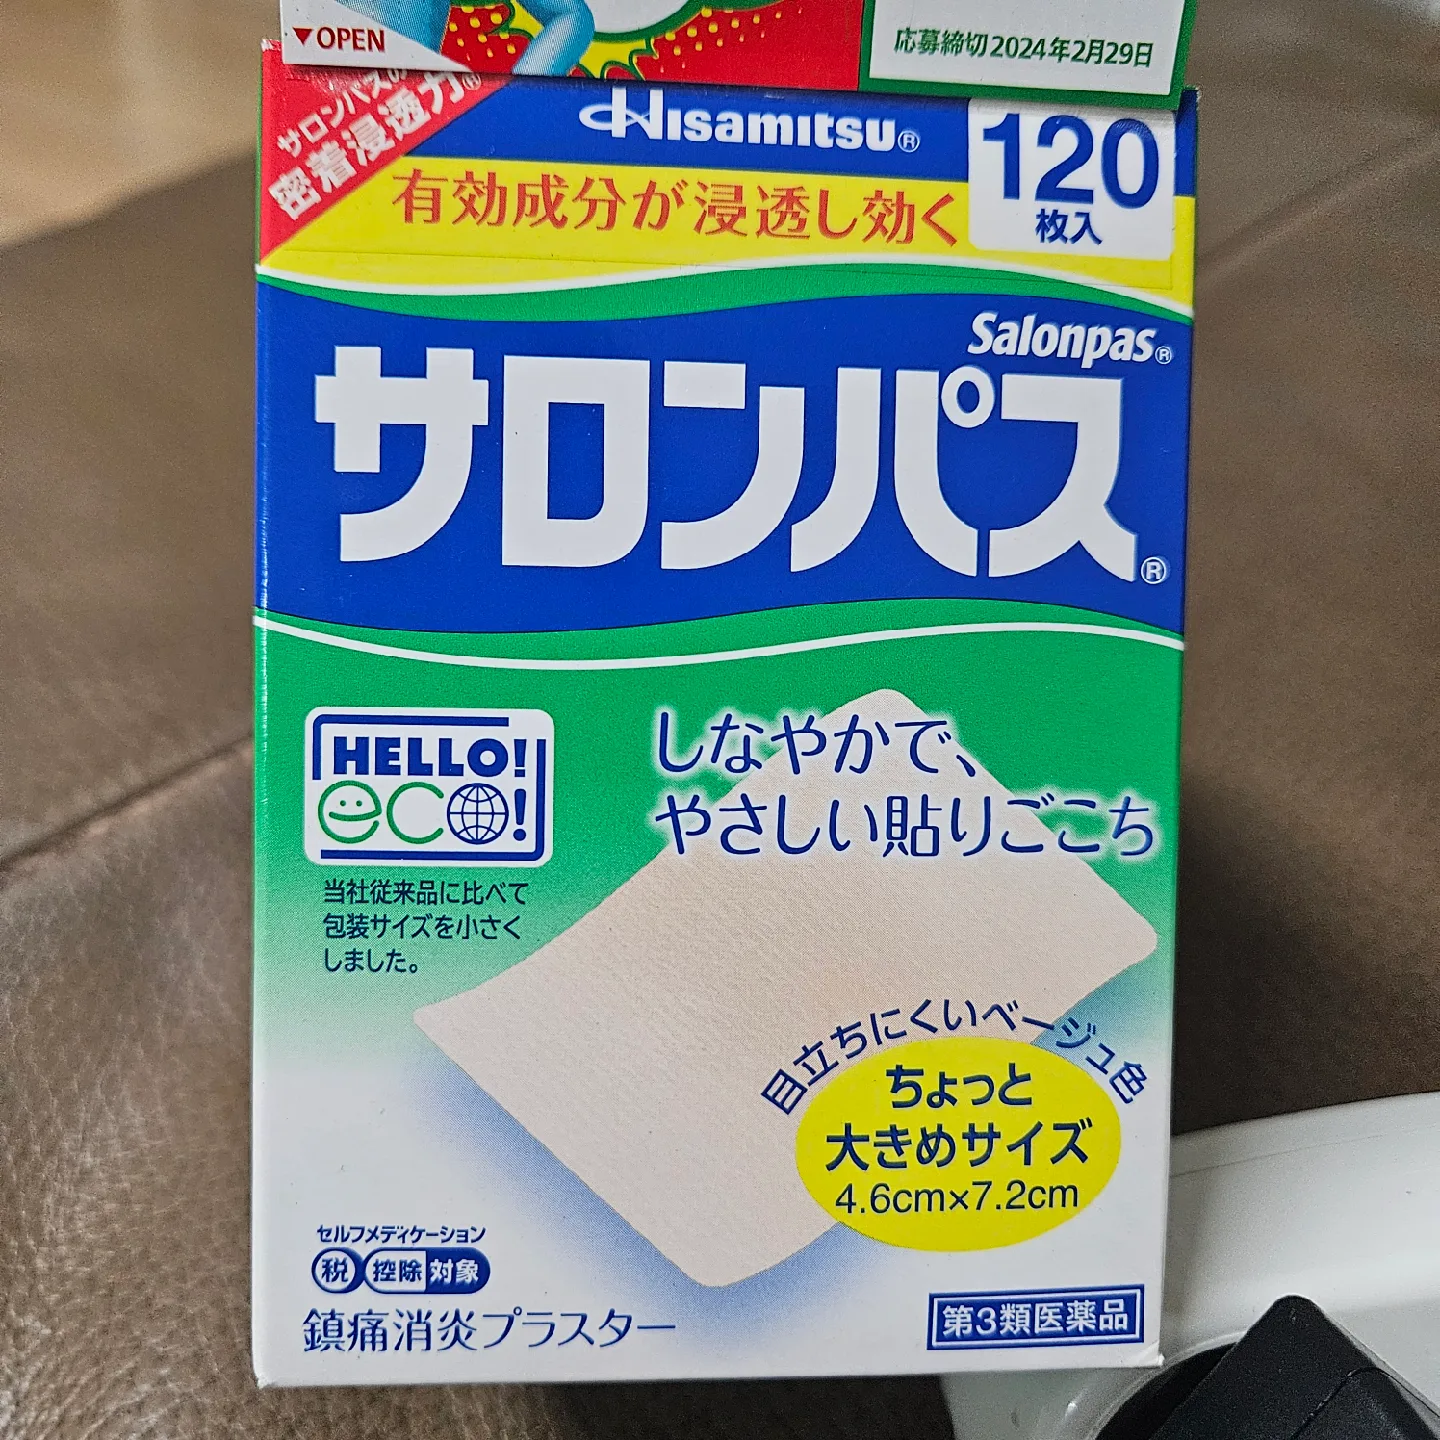 ▼OPEN
応募締切2024年2月29日
サロンパスの
密着浸透力®
Hisamitsu®
120
枚入
有効成分が浸透し効く
Salonpas®
サロンパス®
HELLO!
eco!
当社従来品に比べて
包装サイズを小さく
しました。
しなやかで、
やさしい貼りごこち
目立ちにくいベージュ色
ちょっと
大きめサイズ
4.6cm×7.2cm
セルフメディケーション
税 控除 対象
鎮痛消炎プラスター
第3類医薬品